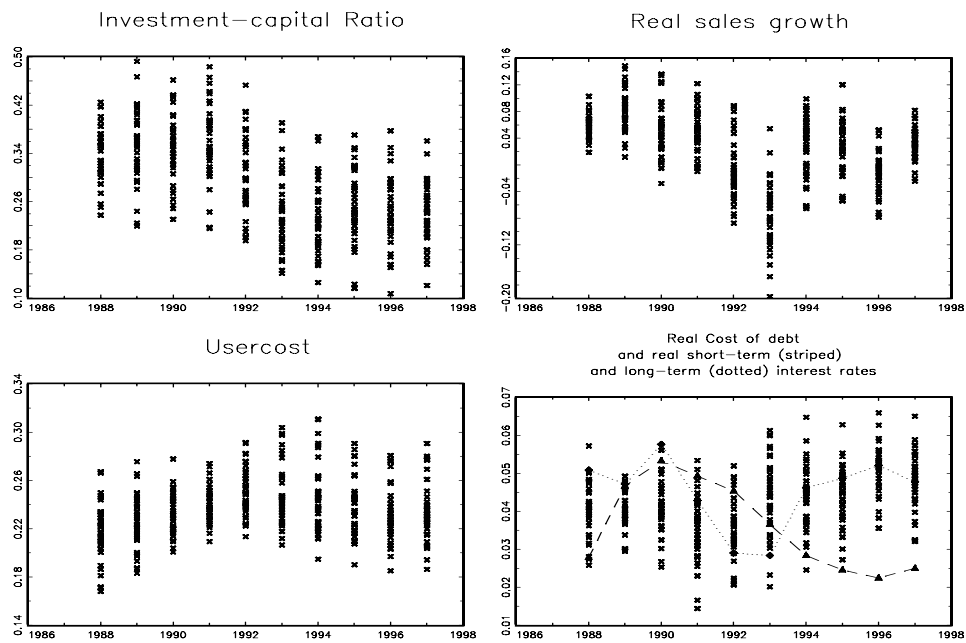 Investment-capital Ratio
0.50
0.42
0.34
0.26
0.18
0.10
1986 1988 1990 1992 1994 1996 1998
Real sales growth
0.16
0.12
0.08
0.04
-0.04
-0.12
-0.20
1986 1988 1990 1992 1994 1996 1998
Usercost
0.34
0.30
0.26
0.22
0.18
0.14
1986 1988 1990 1992 1994 1996 1998
Real Cost of debt
and real short-term (striped)
and long-term (dotted) interest rates
0.07
0.06
0.05
0.04
0.03
0.02
0.01
1986 1988 1990 1992 1994 1996 1998